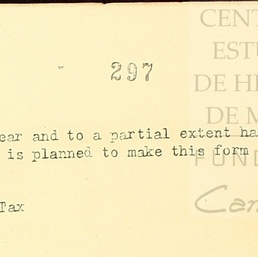 297
CENT
ESTU
DE HI
DE M
ear and to a partial extent ha
is planned to make this form
FUND
Tax
Car